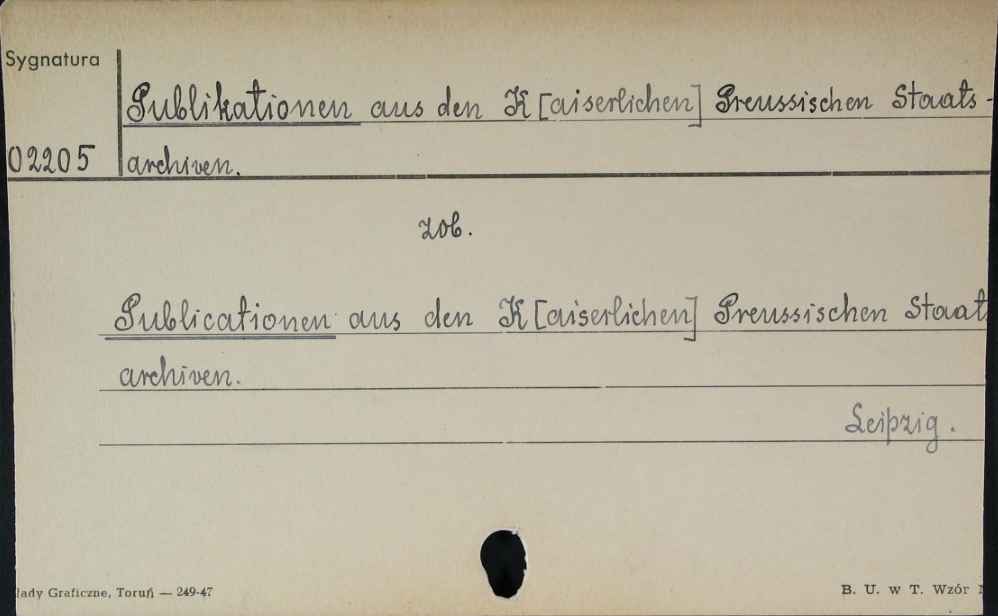 Sygnatura
Publikationen aus den K[aiserlichen] Preussischen Staats-
02205 archiven.
zob.
Publicationen aus den K[aiserlichen] Preussischen Staat
archiven.
Leipzig.
łady Graficzne, Toruń — 249-47
B. U. w T. Wzór